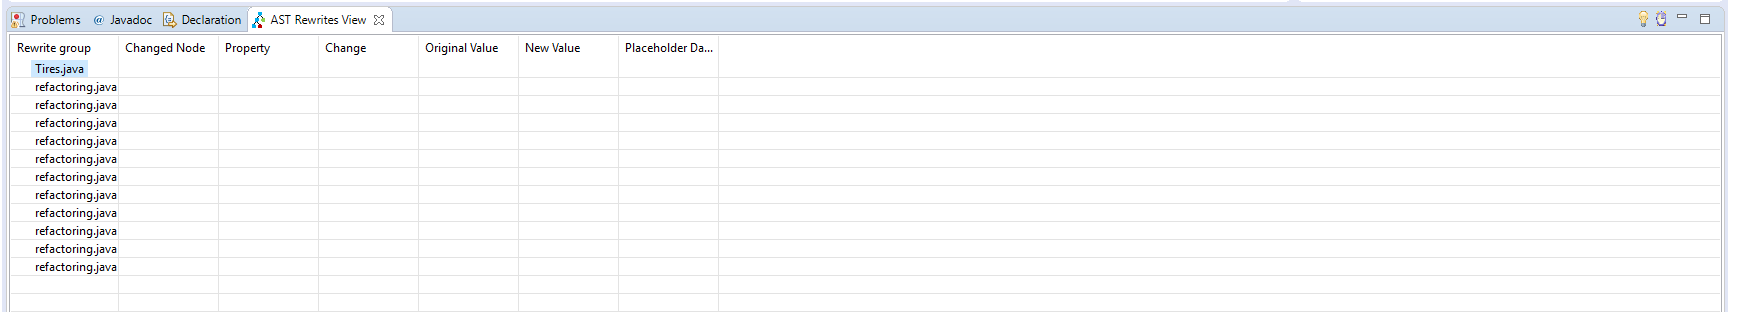 Problems @ Javadoc Declaration AST Rewrites View
Rewrite group Changed Node Property Change Original Value New Value Placeholder Da...
Tires.java
refactoring.java
refactoring.java
refactoring.java
refactoring.java
refactoring.java
refactoring.java
refactoring.java
refactoring.java
refactoring.java
refactoring.java
refactoring.java